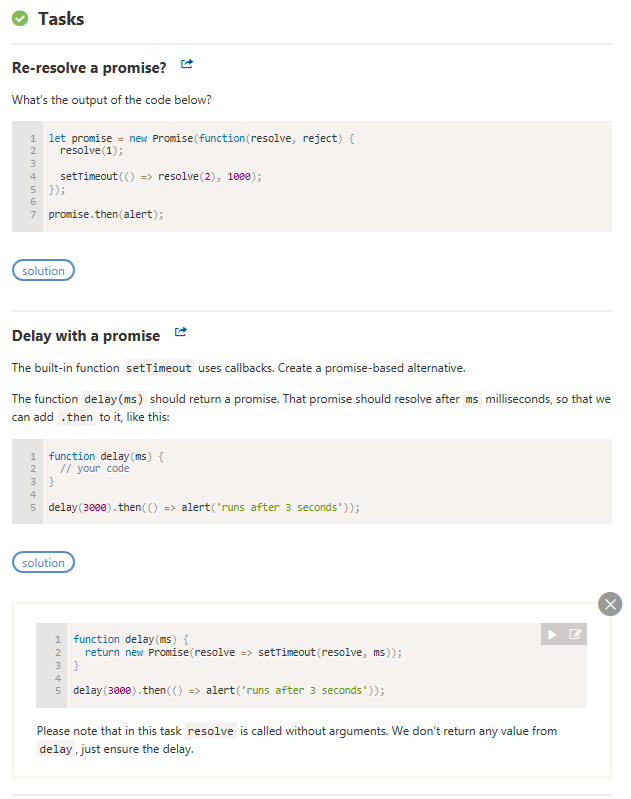 Tasks
Re-resolve a promise?
What's the output of the code below?
1 let promise = new Promise(function(resolve, reject) {
2   resolve(1);
3
4   setTimeout(() => resolve(2), 1000);
5 });
6
7 promise.then(alert);
solution
Delay with a promise
The built-in function setTimeout uses callbacks. Create a promise-based alternative.
The function delay(ms) should return a promise. That promise should resolve after ms milliseconds, so that we
can add .then to it, like this:
1 function delay(ms) {
2   // your code
3 }
4
5 delay(3000).then(() => alert('runs after 3 seconds'));
solution
1 function delay(ms) {
2   return new Promise(resolve => setTimeout(resolve, ms));
3 }
4
5 delay(3000).then(() => alert('runs after 3 seconds'));
Please note that in this task resolve is called without arguments. We don't return any value from
delay, just ensure the delay.